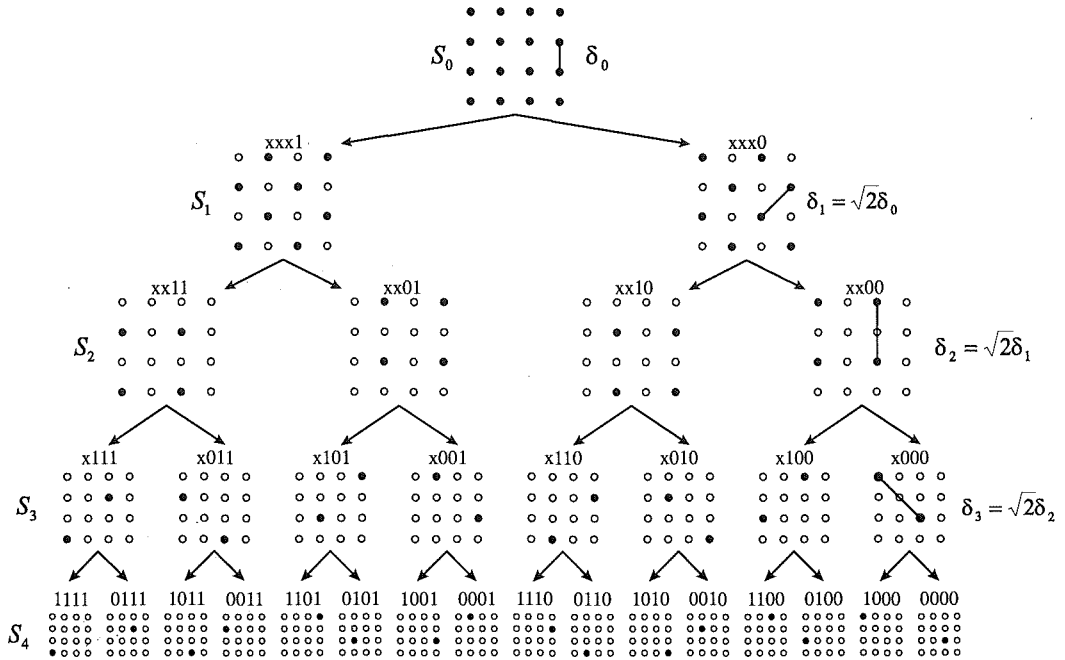 S₀ δ₀
xxx1 xxx0
S₁ δ₁ = √2δ₀
xx11 xx01 xx10 xx00
S₂ δ₂ = √2δ₁
x111 x011 x101 x001 x110 x010 x100 x000
S₃ δ₃ = √2δ₂
1111 0111 1011 0011 1101 0101 1001 0001 1110 0110 1010 0010 1100 0100 1000 0000
S₄